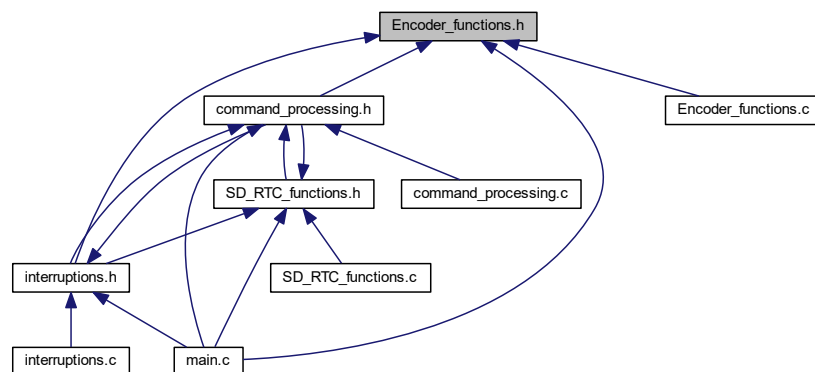 Encoder_functions.h
command_processing.h
Encoder_functions.c
SD_RTC_functions.h
command_processing.c
interruptions.h
SD_RTC_functions.c
interruptions.c
main.c